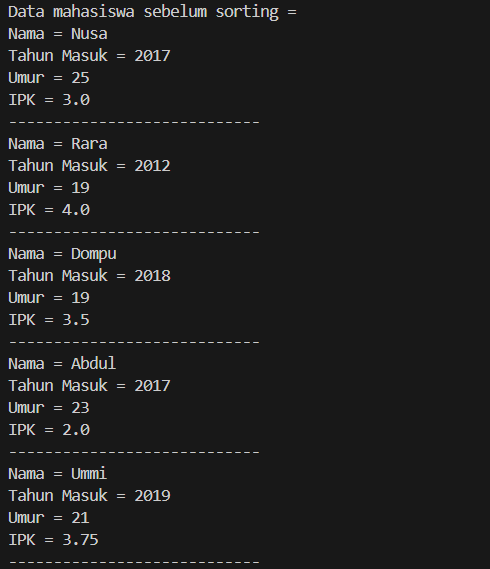 Data mahasiswa sebelum sorting =
Nama = Nusa
Tahun Masuk = 2017
Umur = 25
IPK = 3.0
----------------------------
Nama = Rara
Tahun Masuk = 2012
Umur = 19
IPK = 4.0
----------------------------
Nama = Dompu
Tahun Masuk = 2018
Umur = 19
IPK = 3.5
----------------------------
Nama = Abdul
Tahun Masuk = 2017
Umur = 23
IPK = 2.0
----------------------------
Nama = Ummi
Tahun Masuk = 2019
Umur = 21
IPK = 3.75
----------------------------